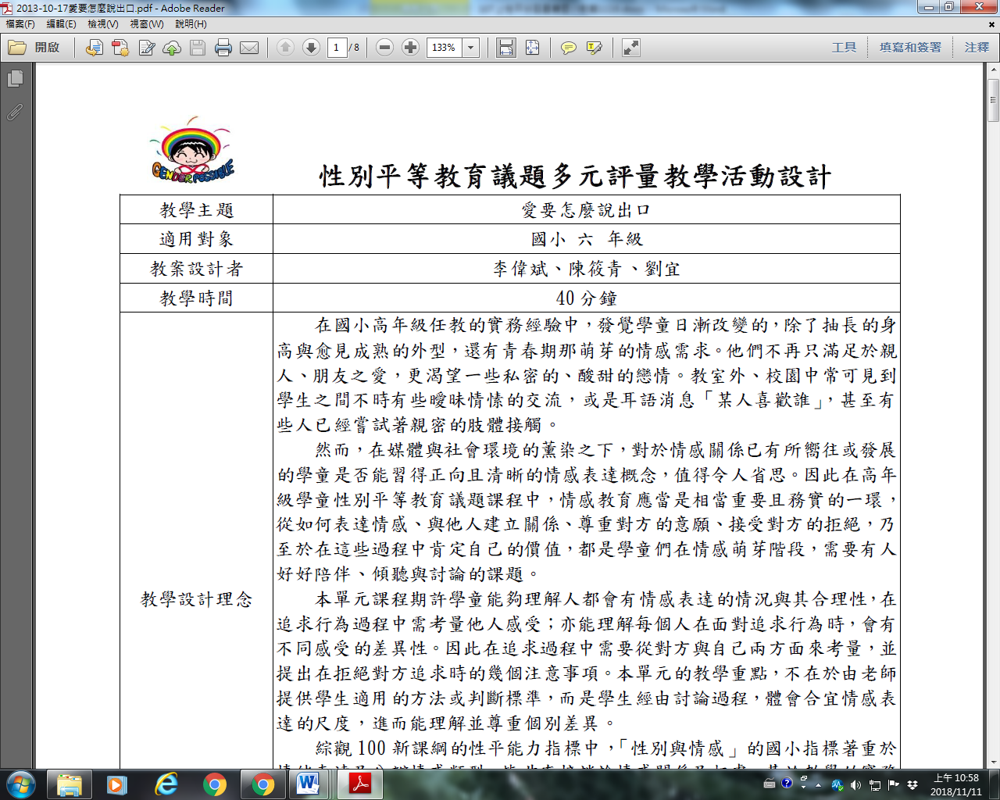 2013-10-17愛要怎麼說出口.pdf - Adobe Reader
檔案(F) 編輯(E) 檢視(V) 視窗(W) 說明(H)
開啟 1 / 8 133% 工具 填寫和簽署 注釋
GENDER POSSIBLE
性別平等教育議題多元評量教學活動設計
教學主題 愛要怎麼說出口
適用對象 國小 六 年級
教案設計者 李偉斌、陳筱青、劉宜
教學時間 40 分鐘
教學設計理念
在國小高年級任教的實務經驗中，發覺學童日漸改變的，除了抽長的身
高與愈見成熟的外型，還有青春期那萌芽的情感需求。他們不再只滿足於親
人、朋友之愛，更渴望一些私密的、酸甜的戀情。教室外、校園中常可見到
學生之間不時有些曖昧情愫的交流，或是耳語消息「某人喜歡誰」，甚至有
些人已經嘗試著親密的肢體接觸。
然而，在媒體與社會環境的薰染之下，對於情感關係已有所嚮往或發展
的學童是否能習得正向且清晰的情感表達概念，值得令人省思。因此在高年
級學童性別平等教育議題課程中，情感教育應當是相當重要且務實的一環，
從如何表達情感、與他人建立關係、尊重對方的意願、接受對方的拒絕，乃
至於在這些過程中肯定自己的價值，都是學童們在情感萌芽階段，需要有人
好好陪伴、傾聽與討論的課題。
本單元課程期許學童能夠理解人都會有情感表達的情況與其合理性，在
追求行為過程中需考量他人感受；亦能理解每個人在面對追求行為時，會有
不同感受的差異性。因此在追求過程中需要從對方與自己兩方面來考量，並
提出在拒絕對方追求時的幾個注意事項。本單元的教學重點，不在於由老師
提供學生適用的方法或判斷標準，而是學生經由討論過程，體會合宜情感表
達的尺度，進而能理解並尊重個別差異。
綜觀 100 新課綱的性平能力指標中，「性別與情感」的國小指標著重於
上午 10:58
2018/11/11